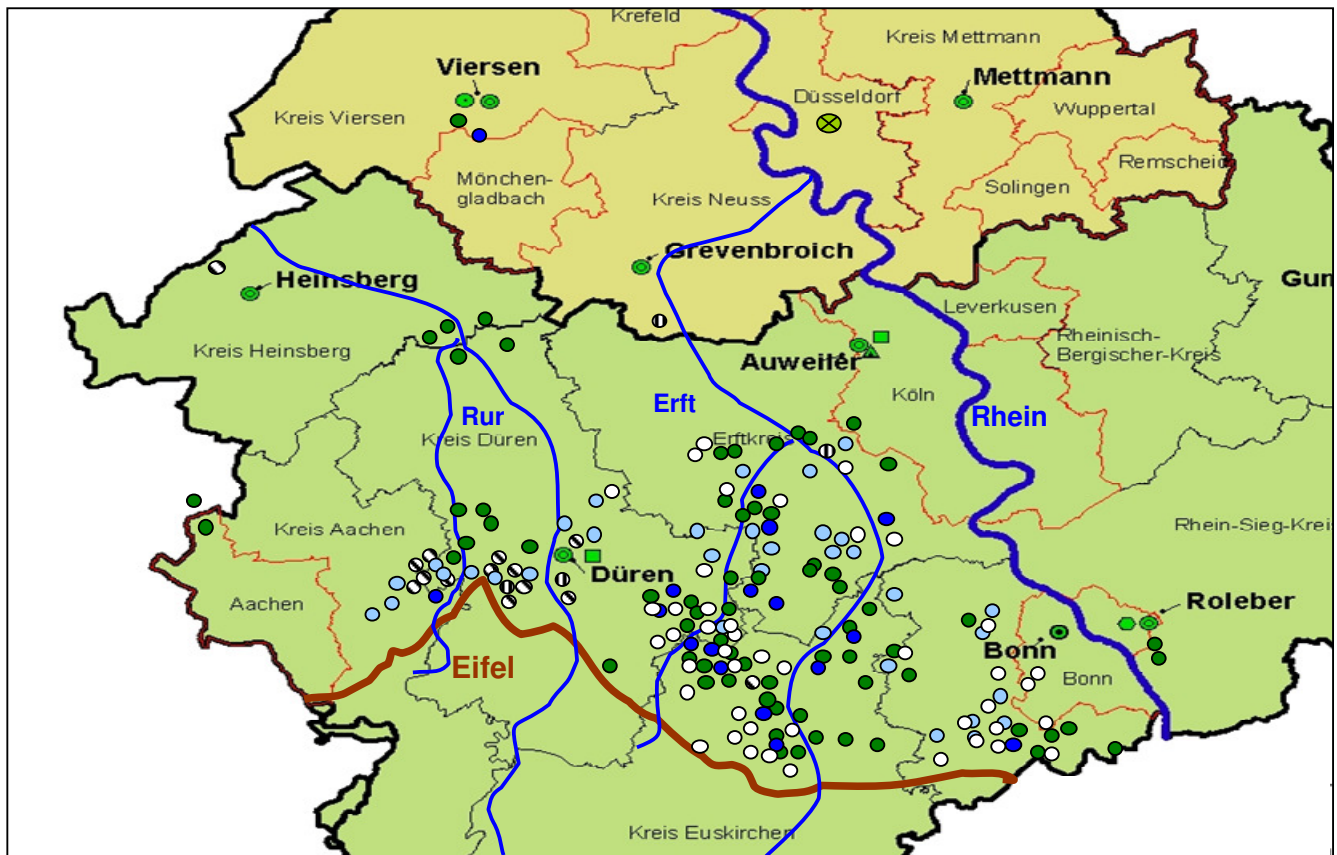 Krefeld
Kreis Mettmann
Viersen
Mettmann
Düsseldorf
Wuppertal
Kreis Viersen
Remscheid
Mönchen-
gladbach
Solingen
Kreis Neuss
Grevenbroich
Heinsberg
Gum
Leverkusen
Kreis Heinsberg
Rheinisch-
Bergischer-Kreis
Auweiler
Köln
Erft
Rur
Rhein
Kreis Düren
Erftkreis
Kreis Aachen
Rhein-Sieg-Kreis
Düren
Aachen
Roleber
Bonn
Eifel
Bonn
Kreis Euskirchen